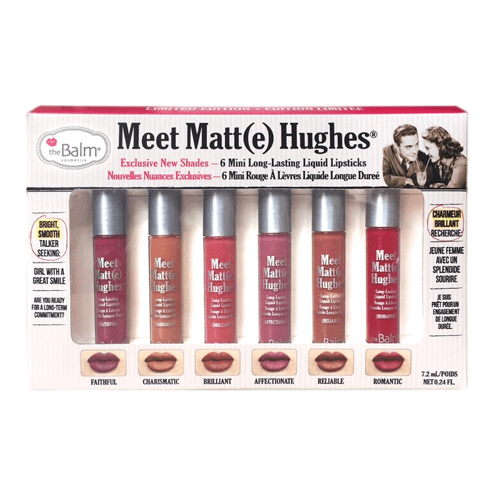 LIMITED EDITION - ÉDITION LIMITÉE
theBalm®
cosmetics
Meet Matt(e) Hughes®
Exclusive New Shades – 6 Mini Long-Lasting Liquid Lipsticks
Nouvelles Nuances Exclusives – 6 Mini Rouge À Lèvres Liquide Longue Dureé
BRIGHT,
SMOOTH
TALKER
SEEKING:
GIRL WITH A
GREAT SMILE
ARE YOU READY
FOR A LONG-TERM
COMMITMENT?
CHARMEUR
BRILLANT
RECHERCHE:
JEUNE FEMME
AVEC UN
SPLENDIDE
SOURIRE
JE SUIS
PRÊT POUR UN
ENGAGEMENT
DE LONGUE
DURÉE.
Meet
Matt(e)
Hughes
Meet
Matt(e)
Hughes
Meet
Matt(e)
Hughes
Meet
Matt(e)
Hughes
Meet
Matt(e)
Hughes
Meet
Matt(e)
Hughes
FAITHFUL
CHARISMATIC
BRILLIANT
AFFECTIONATE
RELIABLE
ROMANTIC
7.2 mL/POIDS
NET 0.24 FL.